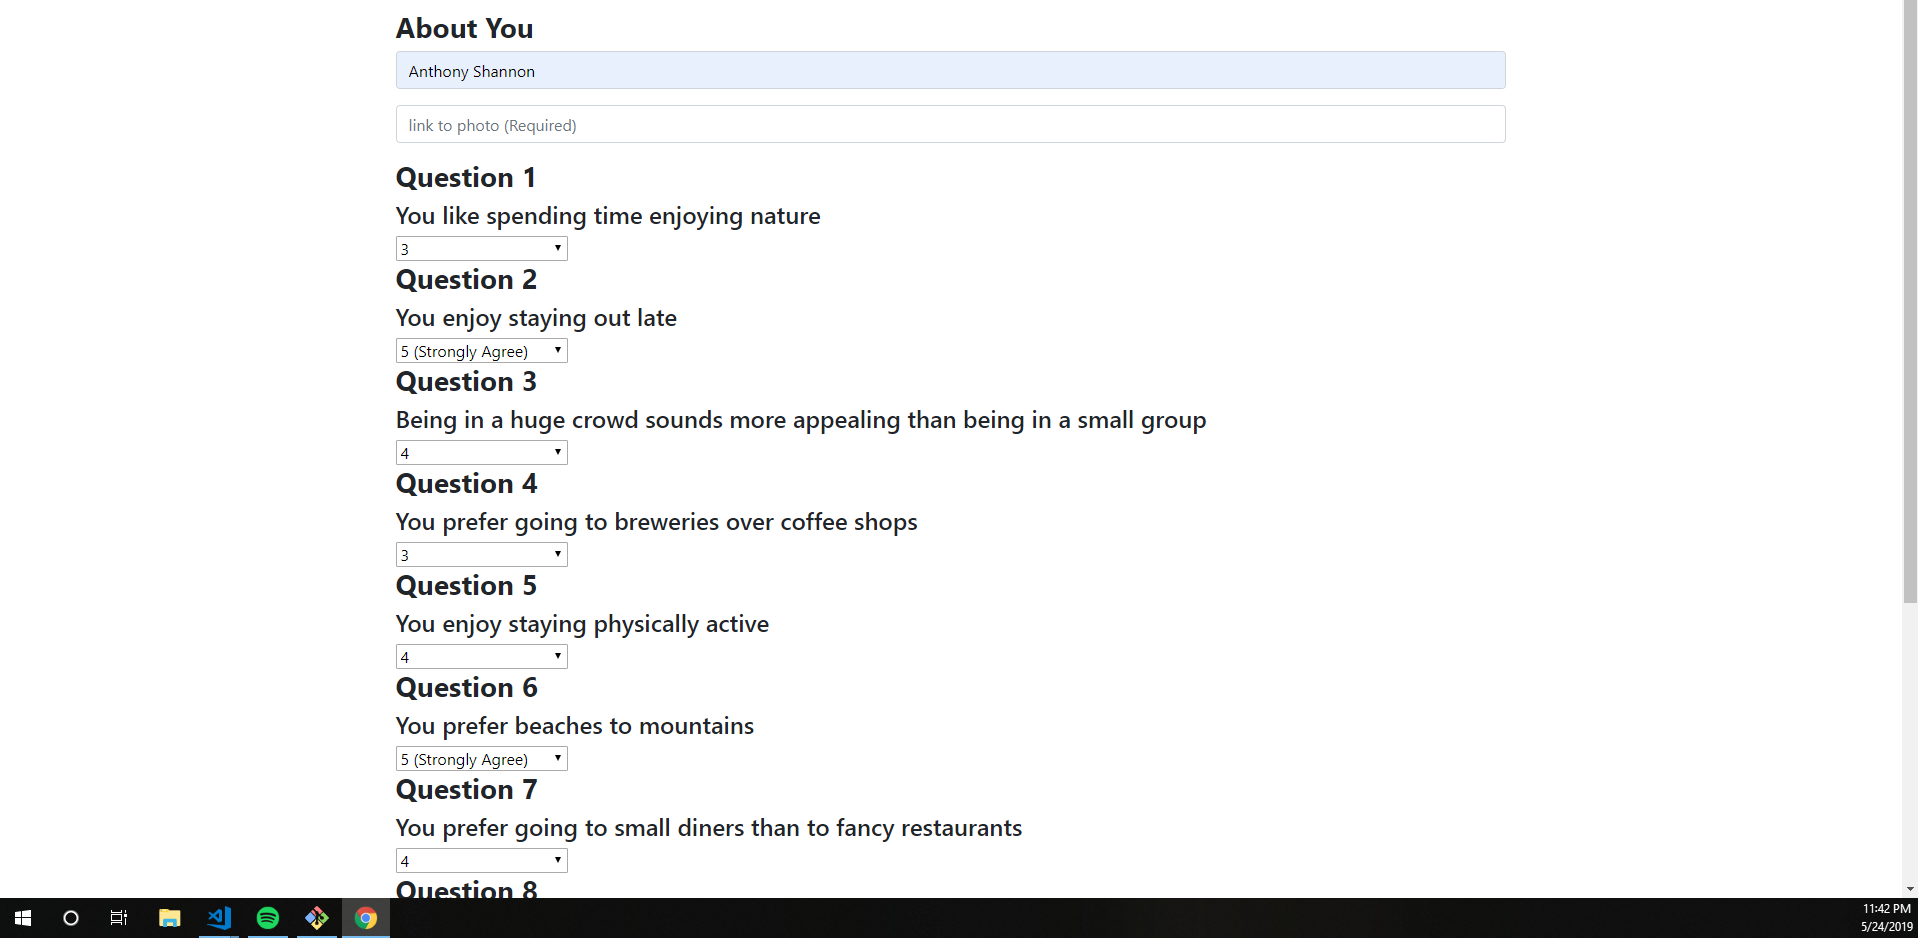 About You
Anthony Shannon
link to photo (Required)
Question 1
You like spending time enjoying nature
3
Question 2
You enjoy staying out late
5 (Strongly Agree)
Question 3
Being in a huge crowd sounds more appealing than being in a small group
4
Question 4
You prefer going to breweries over coffee shops
3
Question 5
You enjoy staying physically active
4
Question 6
You prefer beaches to mountains
5 (Strongly Agree)
Question 7
You prefer going to small diners than to fancy restaurants
4
Question 8
11:42 PM
5/24/2019